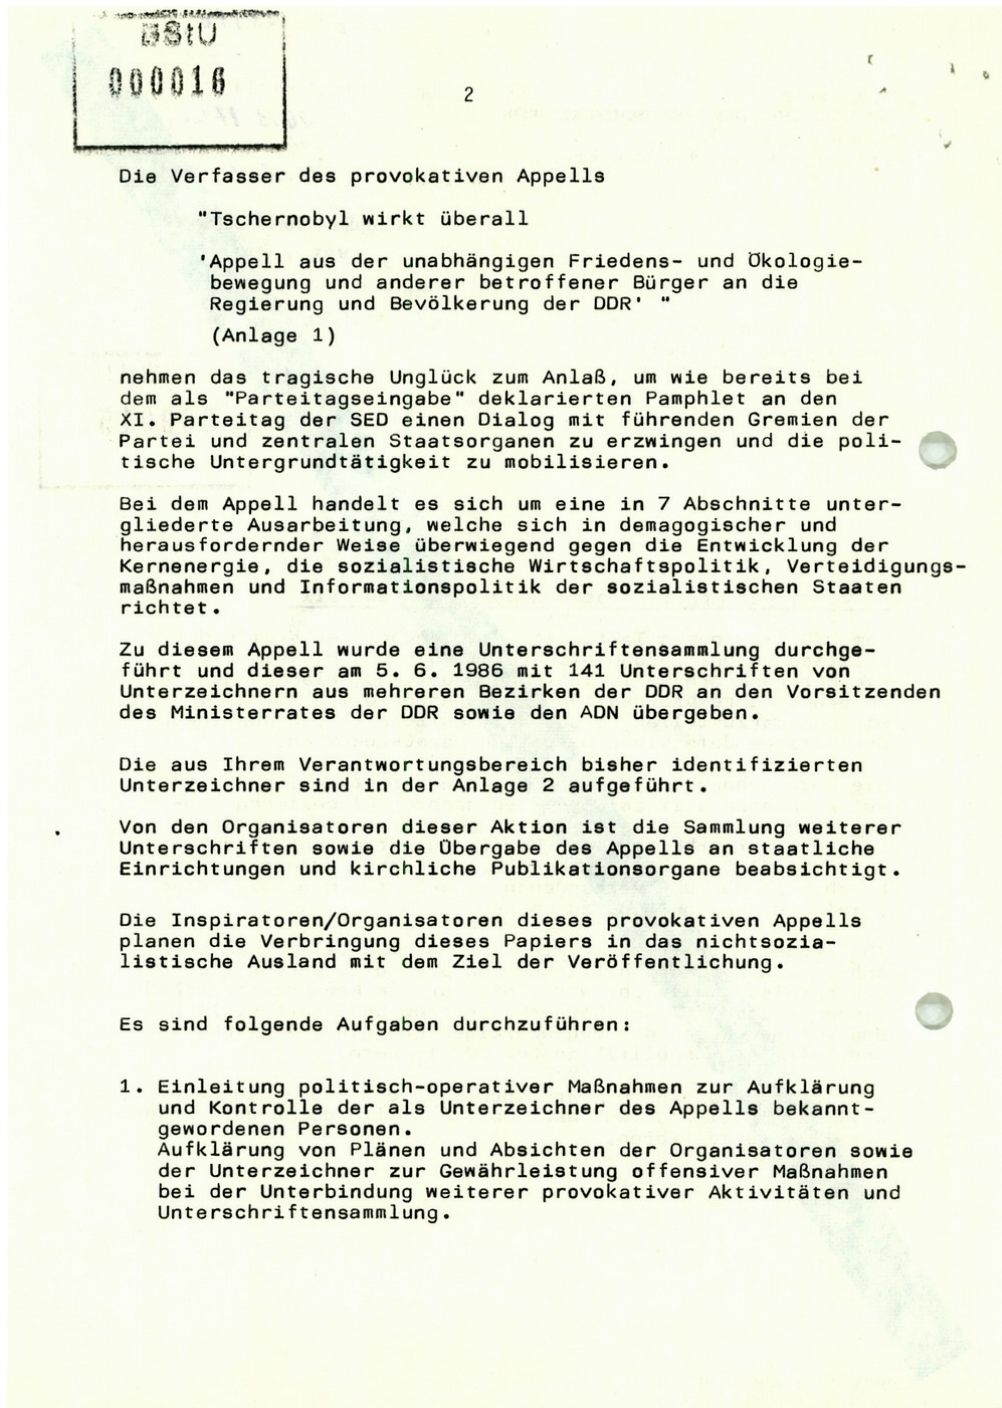 BStU
000016
2
Die Verfasser des provokativen Appells
"Tschernobyl wirkt überall
'Appell aus der unabhängigen Friedens- und Ökologie-
bewegung und anderer betroffener Bürger an die
Regierung und Bevölkerung der DDR' "
(Anlage 1)
nehmen das tragische Unglück zum Anlaß, um wie bereits bei
dem als "Parteitagseingabe" deklarierten Pamphlet an den
XI. Parteitag der SED einen Dialog mit führenden Gremien der
Partei und zentralen Staatsorganen zu erzwingen und die poli-
tische Untergrundtätigkeit zu mobilisieren.
Bei dem Appell handelt es sich um eine in 7 Abschnitte unter-
gliederte Ausarbeitung, welche sich in demagogischer und
herausfordernder Weise überwiegend gegen die Entwicklung der
Kernenergie, die sozialistische Wirtschaftspolitik, Verteidigungs-
maßnahmen und Informationspolitik der sozialistischen Staaten
richtet.
Zu diesem Appell wurde eine Unterschriftensammlung durchge-
führt und dieser am 5. 6. 1986 mit 141 Unterschriften von
Unterzeichnern aus mehreren Bezirken der DDR an den Vorsitzenden
des Ministerrates der DDR sowie den ADN übergeben.
Die aus Ihrem Verantwortungsbereich bisher identifizierten
Unterzeichner sind in der Anlage 2 aufgeführt.
Von den Organisatoren dieser Aktion ist die Sammlung weiterer
Unterschriften sowie die Übergabe des Appells an staatliche
Einrichtungen und kirchliche Publikationsorgane beabsichtigt.
Die Inspiratoren/Organisatoren dieses provokativen Appells
planen die Verbringung dieses Papiers in das nichtsozia-
listische Ausland mit dem Ziel der Veröffentlichung.
Es sind folgende Aufgaben durchzuführen:
1. Einleitung politisch-operativer Maßnahmen zur Aufklärung
und Kontrolle der als Unterzeichner des Appells bekannt-
gewordenen Personen.
Aufklärung von Plänen und Absichten der Organisatoren sowie
der Unterzeichner zur Gewährleistung offensiver Maßnahmen
bei der Unterbindung weiterer provokativer Aktivitäten und
Unterschriftensammlung.